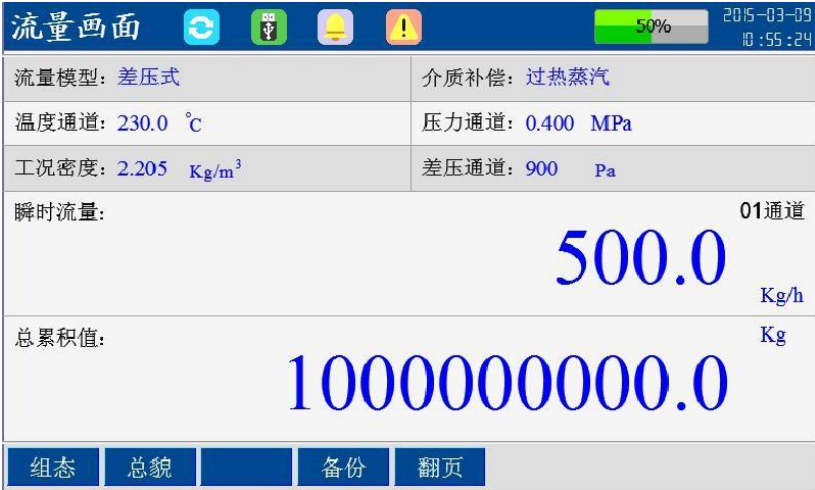 流量画面 50% 2015-03-09
10:55:24
流量模型: 差压式 介质补偿: 过热蒸汽
温度通道: 230.0 ℃ 压力通道: 0.400 MPa
工况密度: 2.205 Kg/m³ 差压通道: 900 Pa
瞬时流量: 01通道
500.0
Kg/h
总累积值: Kg
1000000000.0
组态 总貌 备份 翻页